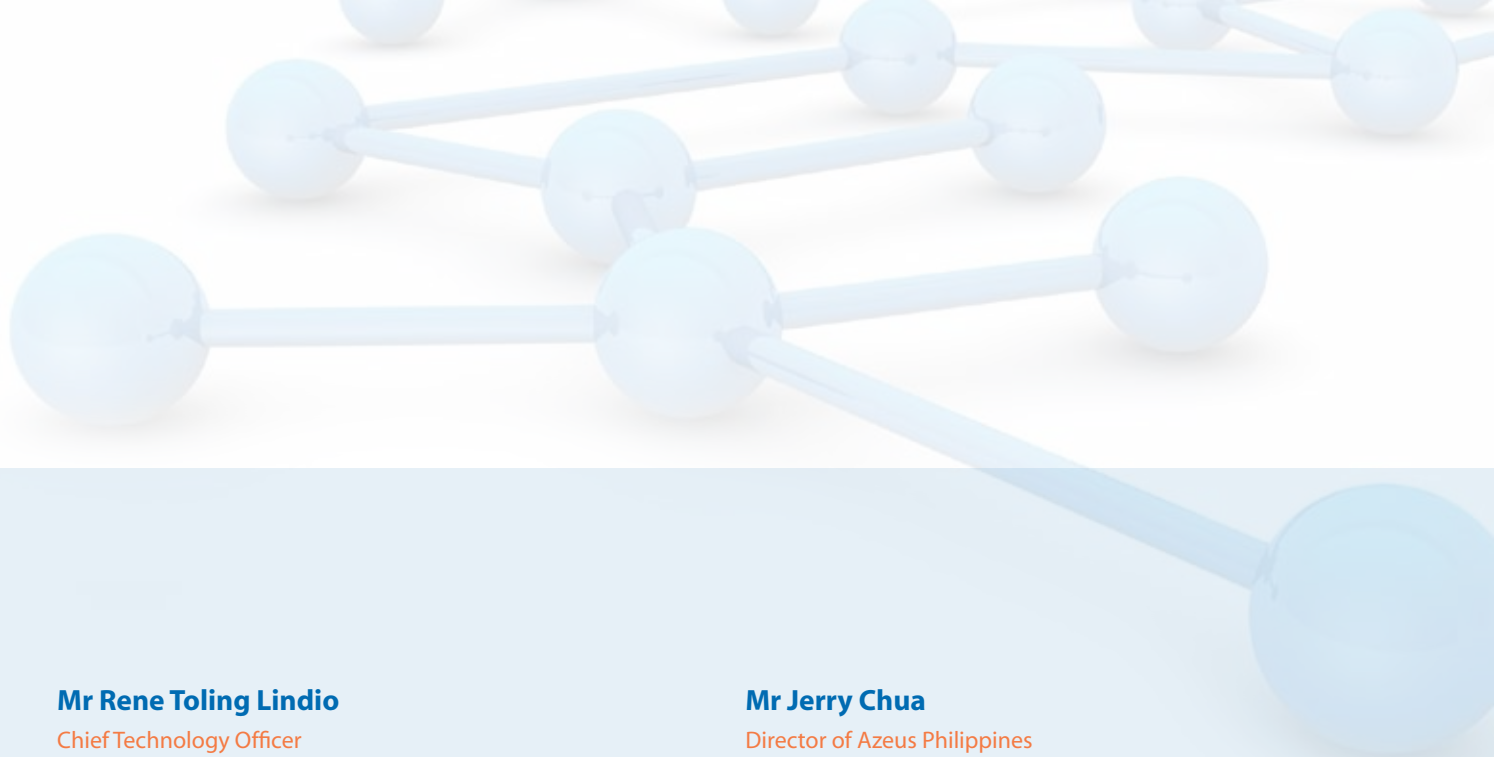 Mr Rene Toling Lindio
Chief Technology Officer
Mr Jerry Chua
Director of Azeus Philippines